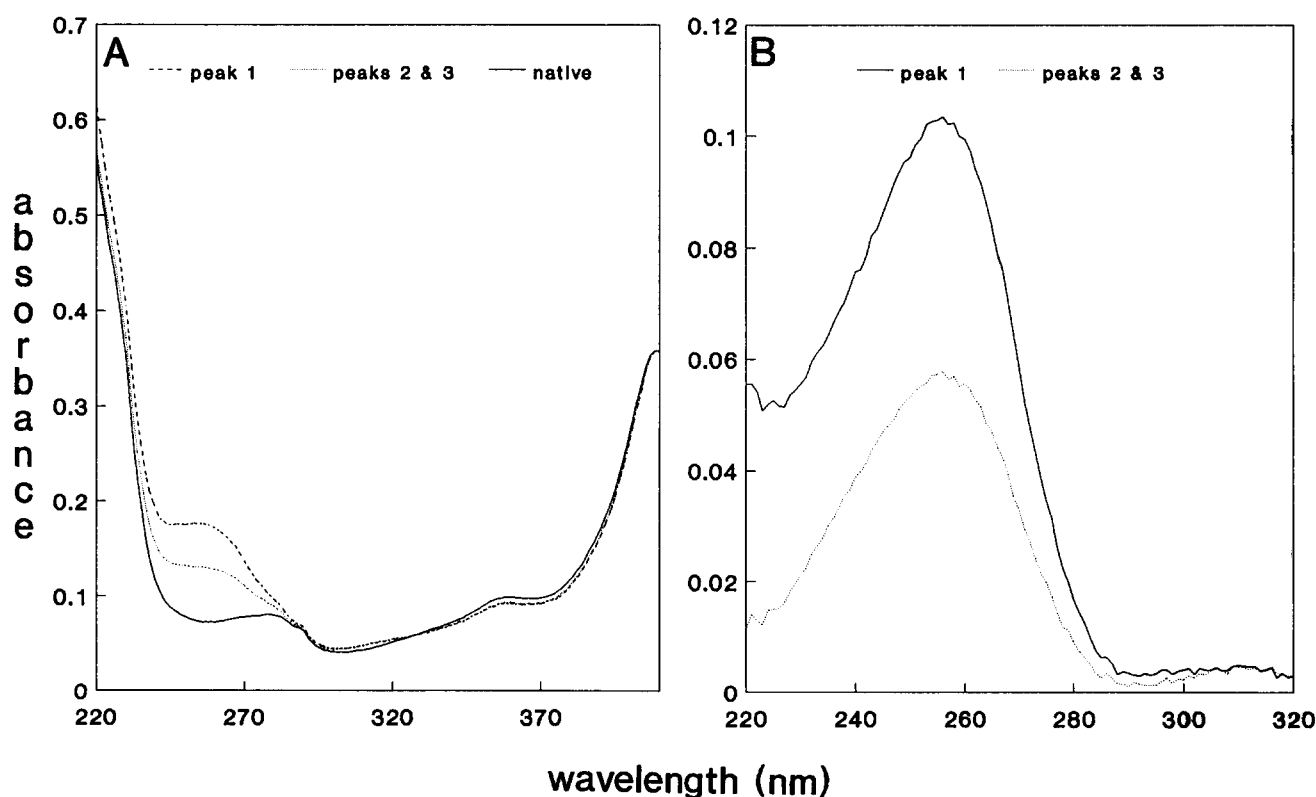 A
peak 1 peaks 2 & 3 native
0.7
0.6
0.5
0.4
0.3
0.2
0.1
0
220 270 320 370
absorbance
B
peak 1 peaks 2 & 3
0.12
0.1
0.08
0.06
0.04
0.02
0
220 240 260 280 300 320
wavelength (nm)